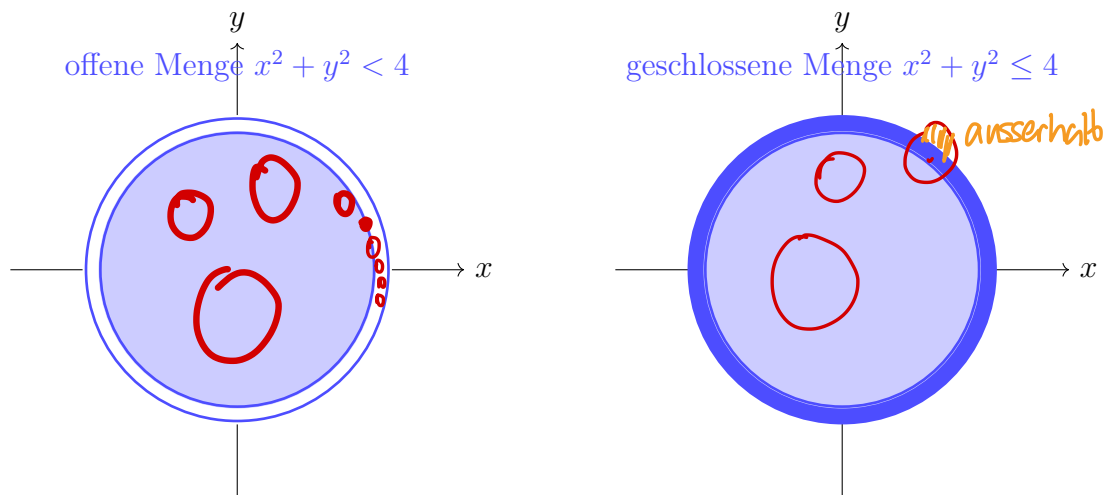 y
offene Menge x² + y² < 4
x
y
geschlossene Menge x² + y² ≤ 4
ausserhalb
x